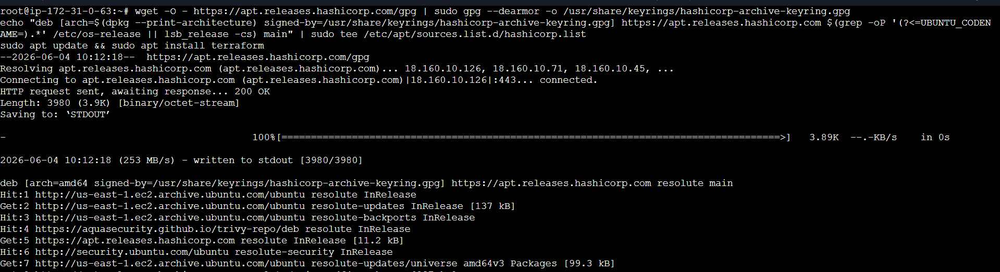 root@ip-172-31-0-63:~# wget -O - https://apt.releases.hashicorp.com/gpg | sudo gpg --dearmor -o /usr/share/keyrings/hashicorp-archive-keyring.gpg
echo "deb [arch=$(dpkg --print-architecture) signed-by=/usr/share/keyrings/hashicorp-archive-keyring.gpg] https://apt.releases.hashicorp.com $(grep -oP '(?<=UBUNTU_CODEN
AME=).*' /etc/os-release || lsb_release -cs) main" | sudo tee /etc/apt/sources.list.d/hashicorp.list
sudo apt update && sudo apt install terraform
--2026-06-04 10:12:18--  https://apt.releases.hashicorp.com/gpg
Resolving apt.releases.hashicorp.com (apt.releases.hashicorp.com)... 18.160.10.126, 18.160.10.71, 18.160.10.45, ...
Connecting to apt.releases.hashicorp.com (apt.releases.hashicorp.com)|18.160.10.126|:443... connected.
HTTP request sent, awaiting response... 200 OK
Length: 3980 (3.9K) [binary/octet-stream]
Saving to: ‘STDOUT’
-                                           100%[=====================================================================================>]   3.89K  --.-KB/s    in 0s
2026-06-04 10:12:18 (253 MB/s) - written to stdout [3980/3980]
deb [arch=amd64 signed-by=/usr/share/keyrings/hashicorp-archive-keyring.gpg] https://apt.releases.hashicorp.com resolute main
Hit:1 http://us-east-1.ec2.archive.ubuntu.com/ubuntu resolute InRelease
Get:2 http://us-east-1.ec2.archive.ubuntu.com/ubuntu resolute-updates InRelease [137 kB]
Hit:3 http://us-east-1.ec2.archive.ubuntu.com/ubuntu resolute-backports InRelease
Hit:4 https://aquasecurity.github.io/trivy-repo/deb resolute InRelease
Get:5 https://apt.releases.hashicorp.com resolute InRelease [11.2 kB]
Hit:6 http://security.ubuntu.com/ubuntu resolute-security InRelease
Get:7 http://us-east-1.ec2.archive.ubuntu.com/ubuntu resolute-updates/universe amd64v3 Packages [99.3 kB]